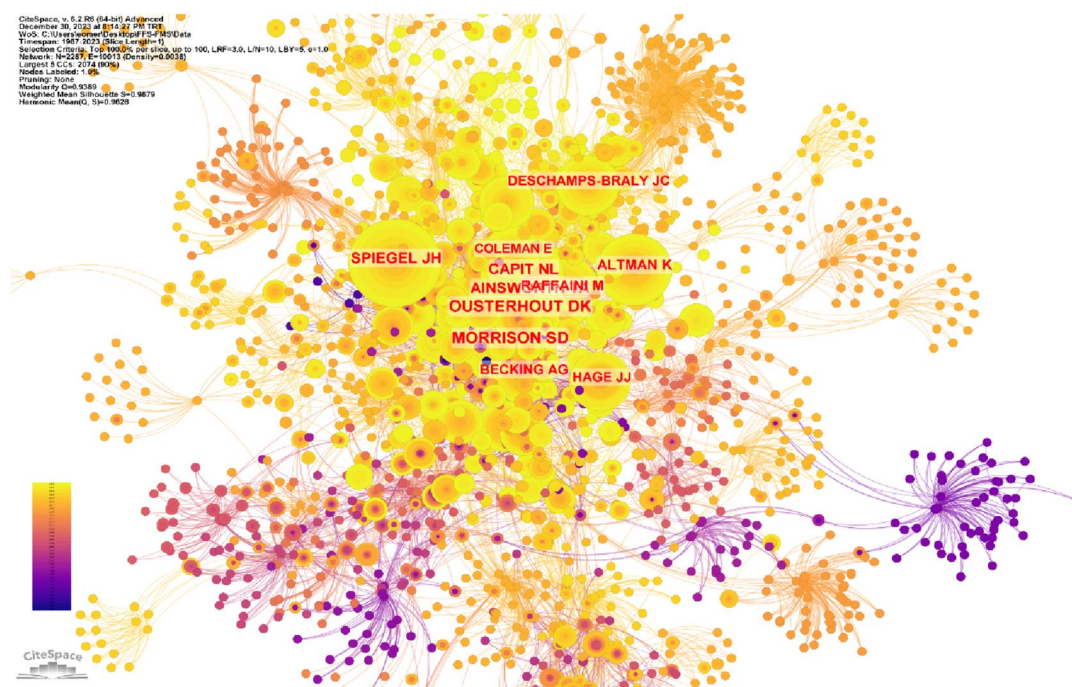 CiteSpace, v. 6.2.R6 (64-bit) Advanced
December 30, 2023 at 8:14:27 PM TRT
WoS: C:\Users\eomer\Desktop\FFS-FMS\Data
Timespan: 1987-2023 (Slice Length=1)
Selection Criteria: Top 100.0% per slice, up to 100, LRF=3.0, L/N=10, LBY=5, e=1.0
Network: N=2287, E=10013 (Density=0.0038)
Largest 5 CCs: 2074 (90%)
Nodes Labeled: 1.0%
Pruning: None
Modularity Q=0.9389
Weighted Mean Silhouette S=0.9879
Harmonic Mean(Q, S)=0.9628
DESCHAMPS-BRALY JC
COLEMAN E
SPIEGEL JH
CAPIT NL
ALTMAN K
RAFFAINI M
OUSTERHOUT DK
MORRISON SD
BECKING AG
HAGE JJ
CiteSpace